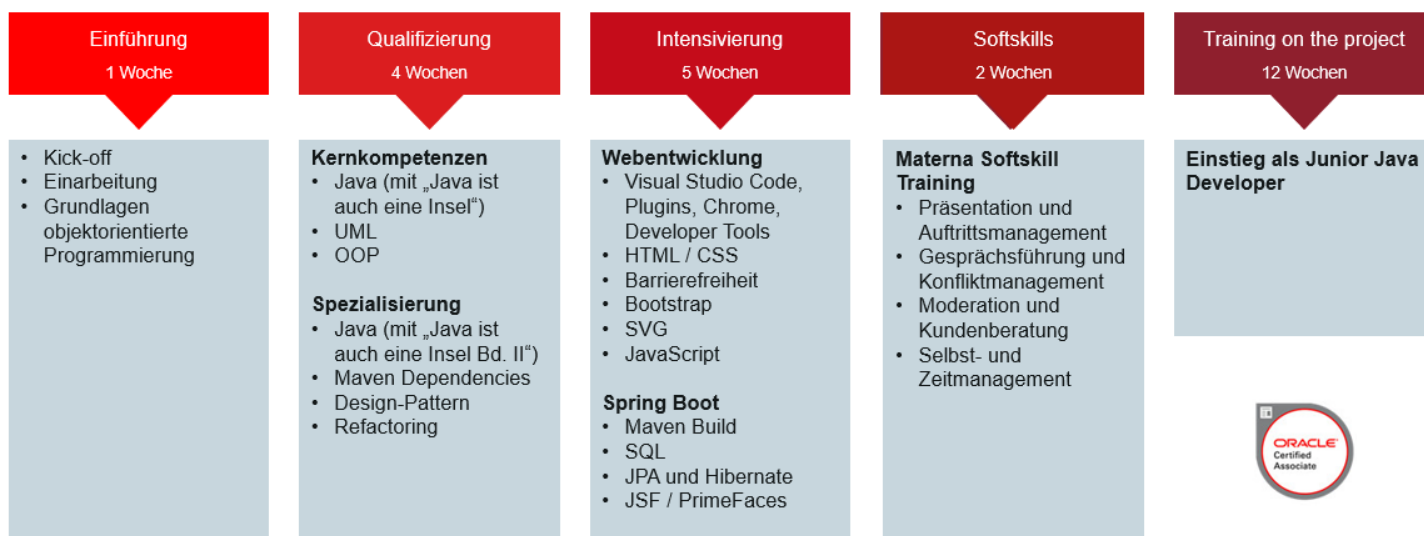 Einführung
1 Woche
• Kick-off
• Einarbeitung
• Grundlagen
objektorientierte
Programmierung
Qualifizierung
4 Wochen
Kernkompetenzen
• Java (mit „Java ist
auch eine Insel“)
• UML
• OOP
Spezialisierung
• Java (mit „Java ist
auch eine Insel Bd. II“)
• Maven Dependencies
• Design-Pattern
• Refactoring
Intensivierung
5 Wochen
Webentwicklung
• Visual Studio Code,
Plugins, Chrome,
Developer Tools
• HTML / CSS
• Barrierefreiheit
• Bootstrap
• SVG
• JavaScript
Spring Boot
• Maven Build
• SQL
• JPA und Hibernate
• JSF / PrimeFaces
Softskills
2 Wochen
Materna Softskill
Training
• Präsentation und
Auftrittsmanagement
• Gesprächsführung und
Konfliktmanagement
• Moderation und
Kundenberatung
• Selbst- und
Zeitmanagement
Training on the project
12 Wochen
Einstieg als Junior Java
Developer
ORACLE
Certified
Associate